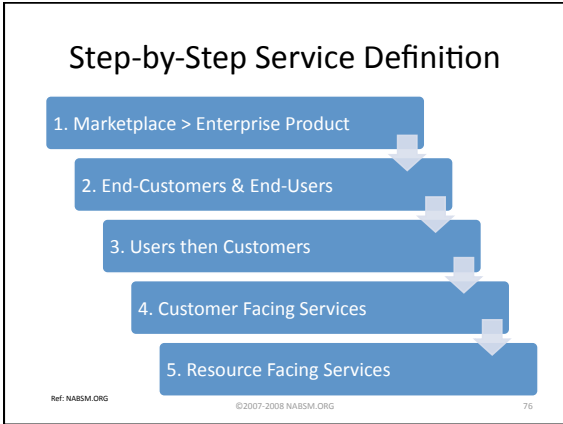 Step-by-Step Service Definition
1. Marketplace > Enterprise Product
2. End-Customers & End-Users
3. Users then Customers
4. Customer Facing Services
5. Resource Facing Services
Ref: NABSM.ORG
©2007-2008 NABSM.ORG
76